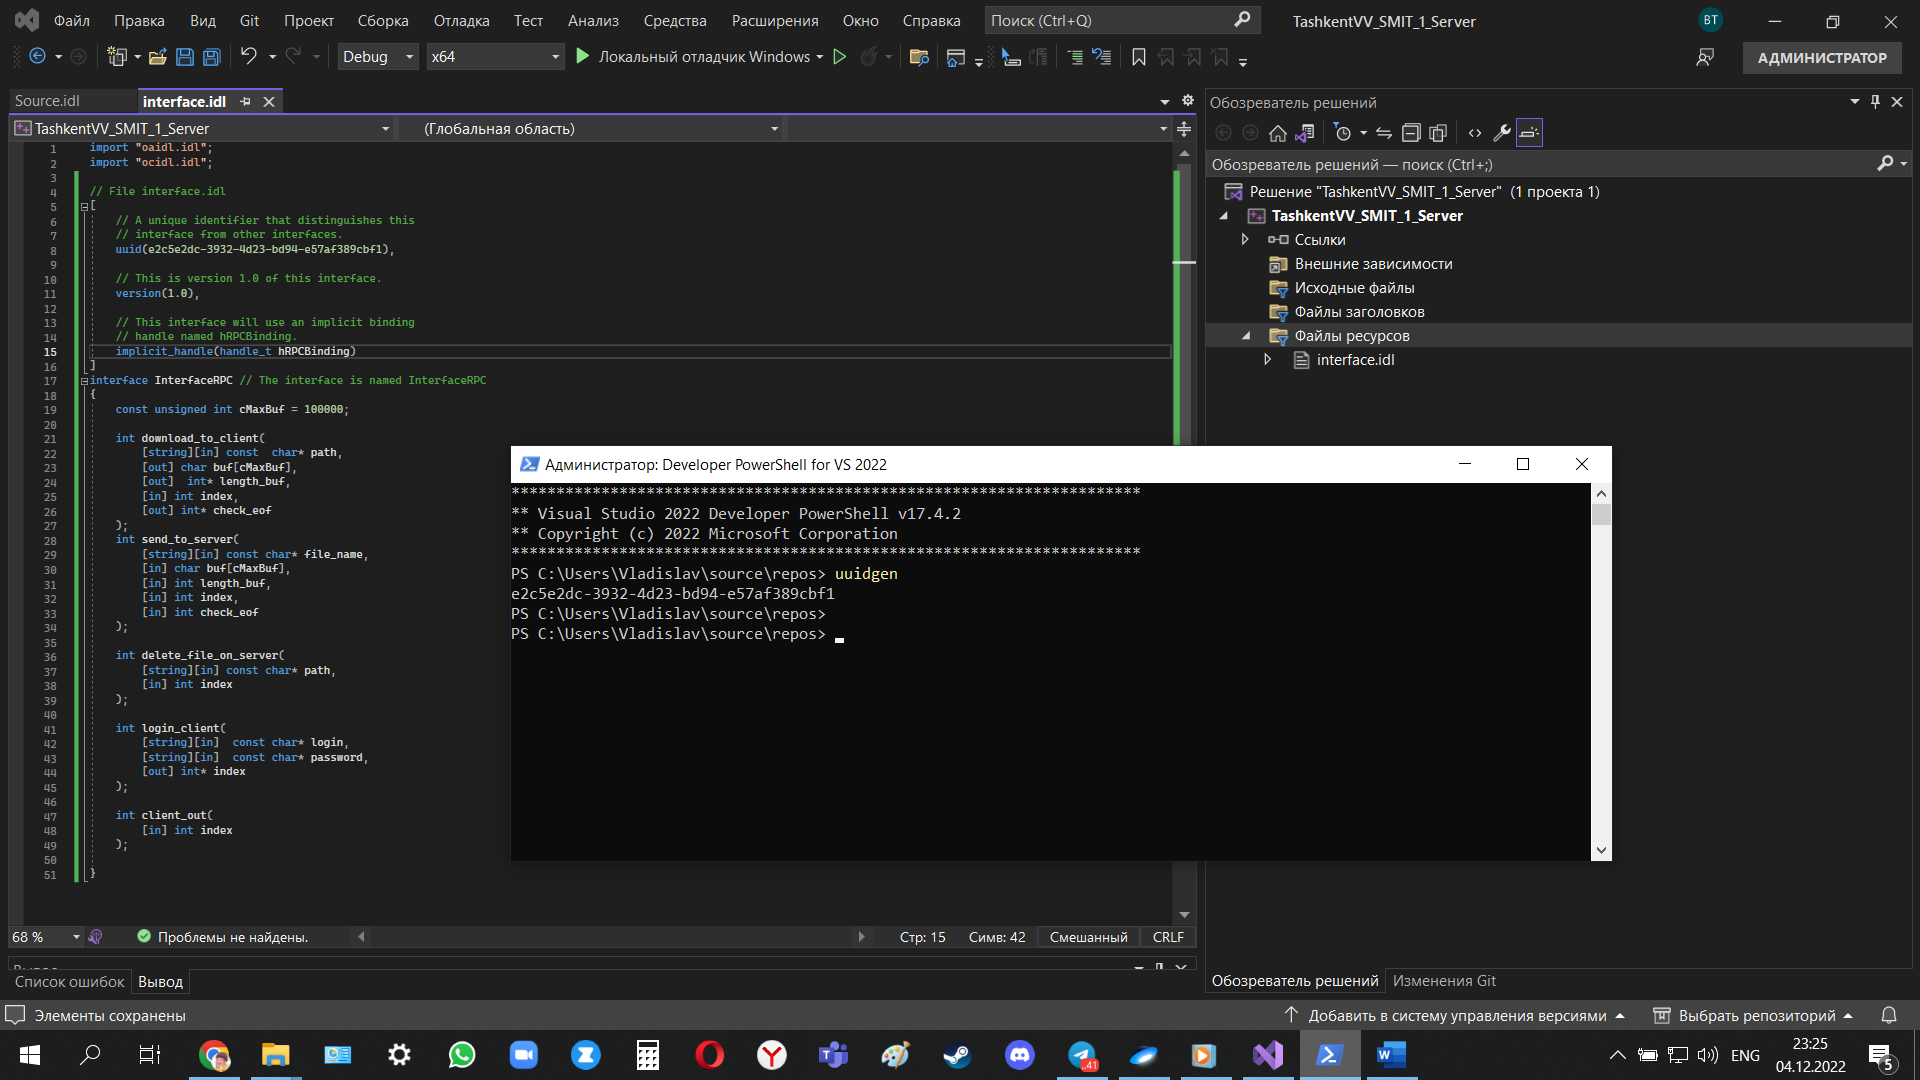 Файл Правка Вид Git Проект Сборка Отладка Тест Анализ Средства Расширения Окно Справка Поиск (Ctrl+Q) TashkentVV_SMIT_1_Server ВТ
Debug x64 Локальный отладчик Windows АДМИНИСТРАТОР
Source.idl interface.idl
TashkentVV_SMIT_1_Server (Глобальная область)
1 import "oaidl.idl";
2 import "ocidl.idl";
3
4 // File interface.idl
5 [
6 // A unique identifier that distinguishes this
7 // interface from other interfaces.
8 uuid(e2c5e2dc-3932-4d23-bd94-e57af389cbf1),
9
10 // This is version 1.0 of this interface.
11 version(1.0),
12
13 // This interface will use an implicit binding
14 // handle named hRPCBinding.
15 implicit_handle(handle_t hRPCBinding)
16 ]
17 interface InterfaceRPC // The interface is named InterfaceRPC
18 {
19 const unsigned int cMaxBuf = 100000;
20
21 int download_to_client(
22 [string][in] const  char* path,
23 [out] char buf[cMaxBuf],
24 [out]  int* length_buf,
25 [in] int index,
26 [out] int* check_eof
27 );
28 int send_to_server(
29 [string][in] const char* file_name,
30 [in] char buf[cMaxBuf],
31 [in] int length_buf,
32 [in] int index,
33 [in] int check_eof
34 );
35
36 int delete_file_on_server(
37 [string][in] const char* path,
38 [in] int index
39 );
40
41 int login_client(
42 [string][in]  const char* login,
43 [string][in]  const char* password,
44 [out] int* index
45 );
46
47 int client_out(
48 [in] int index
49 );
50
51 }
68 % Проблемы не найдены. Стр: 15 Симв: 42 Смешанный CRLF
Список ошибок Вывод
Обозреватель решений
Обозреватель решений — поиск (Ctrl+;)
Решение "TashkentVV_SMIT_1_Server" (1 проекта 1)
TashkentVV_SMIT_1_Server
Ссылки
Внешние зависимости
Исходные файлы
Файлы заголовков
Файлы ресурсов
interface.idl
Администратор: Developer PowerShell for VS 2022
**********************************************************************
** Visual Studio 2022 Developer PowerShell v17.4.2
** Copyright (c) 2022 Microsoft Corporation
**********************************************************************
PS C:\Users\Vladislav\source\repos> uuidgen
e2c5e2dc-3932-4d23-bd94-e57af389cbf1
PS C:\Users\Vladislav\source\repos>
PS C:\Users\Vladislav\source\repos>
Обозреватель решений Изменения Git
Элементы сохранены Добавить в систему управления версиями Выбрать репозиторий
41 ENG 23:25
04.12.2022
5